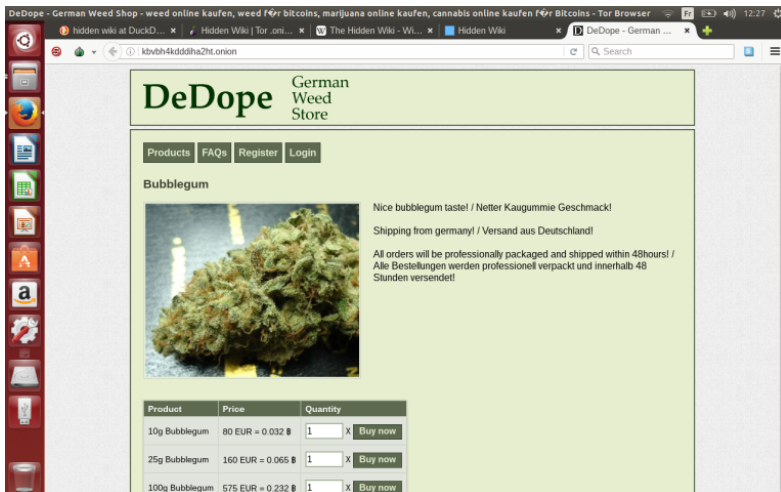 DeDope - German Weed Shop - weed online kaufen, weed f�r bitcoins, marijuana online kaufen, cannabis online kaufen f�r Bitcoins - Tor Browser Fr 12:27
hidden wiki at DuckD... × Hidden Wiki | Tor .oni... × The Hidden Wiki - Wi... × Hidden Wiki × DeDope - German ... ×
kbvbh4kdddiha2ht.onion Search
DeDope
German
Weed
Store
Products FAQs Register Login
Bubblegum
Nice bubblegum taste! / Netter Kaugummie Geschmack!
Shipping from germany! / Versand aus Deutschland!
All orders will be professionally packaged and shipped within 48hours! /
Alle Bestellungen werden professionell verpackt und innerhalb 48
Stunden versendet!
Product Price Quantity
10g Bubblegum 80 EUR = 0.032 ฿ 1 X Buy now
25g Bubblegum 160 EUR = 0.065 ฿ 1 X Buy now
100g Bubblegum 575 EUR = 0.232 ฿ 1 X Buy now